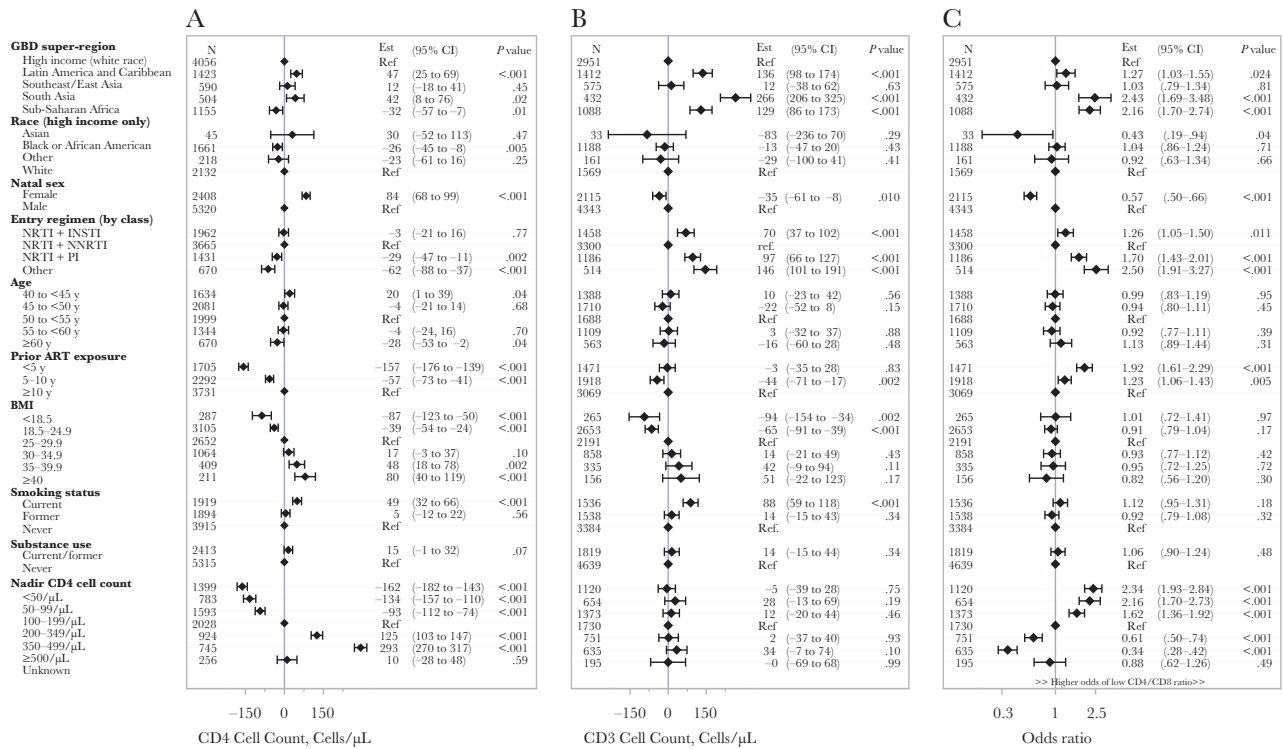 A B C
N Est (95% CI) P value N Est (95% CI) P value N Est (95% CI) P value
GBD super-region
High income (white race) 4056 Ref 2951 Ref 2951 Ref
Latin America and Caribbean 1423 47 (25 to 69) <.001 1412 136 (98 to 174) <.001 1412 1.27 (1.03–1.55) .024
Southeast/East Asia 590 12 (−18 to 41) .45 575 12 (−38 to 62) .63 575 1.03 (.79–1.34) .81
South Asia 504 42 (8 to 76) .02 432 266 (206 to 325) <.001 432 2.43 (1.69–3.48) <.001
Sub-Saharan Africa 1155 −32 (−57 to −7) .01 1088 129 (86 to 173) <.001 1088 2.16 (1.70–2.74) <.001
Race (high income only)
Asian 45 30 (−52 to 113) .47 33 −83 (−236 to 70) .29 33 0.43 (.19–.94) .04
Black or African American 1661 −26 (−45 to −8) .005 1188 −13 (−47 to 20) .43 1188 1.04 (.86–1.24) .71
Other 218 −23 (−61 to 16) .25 161 −29 (−100 to 41) .41 161 0.92 (.63–1.34) .66
White 2132 Ref 1569 Ref 1569 Ref
Natal sex
Female 2408 84 (68 to 99) <.001 2115 −35 (−61 to −8) .010 2115 0.57 (.50–.66) <.001
Male 5320 Ref 4343 Ref 4343 Ref
Entry regimen (by class)
NRTI + INSTI 1962 −3 (−21 to 16) .77 1458 70 (37 to 102) <.001 1458 1.26 (1.05–1.50) .011
NRTI + NNRTI 3665 Ref 3300 ref. 3300 Ref
NRTI + PI 1431 −29 (−47 to −11) .002 1186 97 (66 to 127) <.001 1186 1.70 (1.43–2.01) <.001
Other 670 −62 (−88 to −37) <.001 514 146 (101 to 191) <.001 514 2.50 (1.91–3.27) <.001
Age
40 to <45 y 1634 20 (1 to 39) .04 1388 10 (−23 to 42) .56 1388 0.99 (.83–1.19) .95
45 to <50 y 2081 −4 (−21 to 14) .68 1710 −22 (−52 to 8) .15 1710 0.94 (.80–1.11) .45
50 to <55 y 1999 Ref 1688 Ref 1688 Ref
55 to <60 y 1344 −4 (−24, 16) .70 1109 3 (−32 to 37) .88 1109 0.92 (.77–1.11) .39
≥60 y 670 −28 (−53 to −2) .04 563 −16 (−60 to 28) .48 563 1.13 (.89–1.44) .31
Prior ART exposure
<5 y 1705 −157 (−176 to −139) <.001 1471 −3 (−35 to 28) .83 1471 1.92 (1.61–2.29) <.001
5–10 y 2292 −57 (−73 to −41) <.001 1918 −44 (−71 to −17) .002 1918 1.23 (1.06–1.43) .005
≥10 y 3731 Ref 3069 Ref 3069 Ref
BMI
<18.5 287 −87 (−123 to −50) <.001 265 −94 (−154 to −34) .002 265 1.01 (.72–1.41) .97
18.5–24.9 3105 −39 (−54 to −24) <.001 2653 −65 (−91 to −39) <.001 2653 0.91 (.79–1.04) .17
25–29.9 2652 Ref 2191 Ref 2191 Ref
30–34.9 1064 17 (−3 to 37) .10 858 14 (−21 to 49) .43 858 0.93 (.77–1.12) .42
35–39.9 409 48 (18 to 78) .002 335 42 (−9 to 94) .11 335 0.95 (.72–1.25) .72
≥40 211 80 (40 to 119) <.001 156 51 (−22 to 123) .17 156 0.82 (.56–1.20) .30
Smoking status
Current 1919 49 (32 to 66) <.001 1536 88 (59 to 118) <.001 1536 1.12 (.95–1.31) .18
Former 1894 5 (−12 to 22) .56 1538 14 (−15 to 43) .34 1538 0.92 (.79–1.08) .32
Never 3915 Ref 3384 Ref. 3384 Ref
Substance use
Current/former 2413 15 (−1 to 32) .07 1819 14 (−15 to 44) .34 1819 1.06 (.90–1.24) .48
Never 5315 Ref 4639 Ref 4639 Ref
Nadir CD4 cell count
<50/μL 1399 −162 (−182 to −143) <.001 1120 −5 (−39 to 28) .75 1120 2.34 (1.93–2.84) <.001
50–99/μL 783 −134 (−157 to −110) <.001 654 28 (−13 to 69) .19 654 2.16 (1.70–2.73) <.001
100–199/μL 1593 −93 (−112 to −74) <.001 1373 12 (−20 to 44) .46 1373 1.62 (1.36–1.92) <.001
200–349/μL 2028 Ref 1730 Ref 1730 Ref
350–499/μL 924 125 (103 to 147) <.001 751 2 (−37 to 40) .93 751 0.61 (.50–.74) <.001
≥500/μL 745 293 (270 to 317) <.001 635 34 (−7 to 74) .10 635 0.34 (.28–.42) <.001
Unknown 256 10 (−28 to 48) .59 195 −0 (−69 to 68) .99 195 0.88 (.62–1.26) .49
>> Higher odds of low CD4/CD8 ratio>>
−150 0 150 −150 0 150 0.3 1 2.5
CD4 Cell Count, Cells/μL CD3 Cell Count, Cells/μL Odds ratio